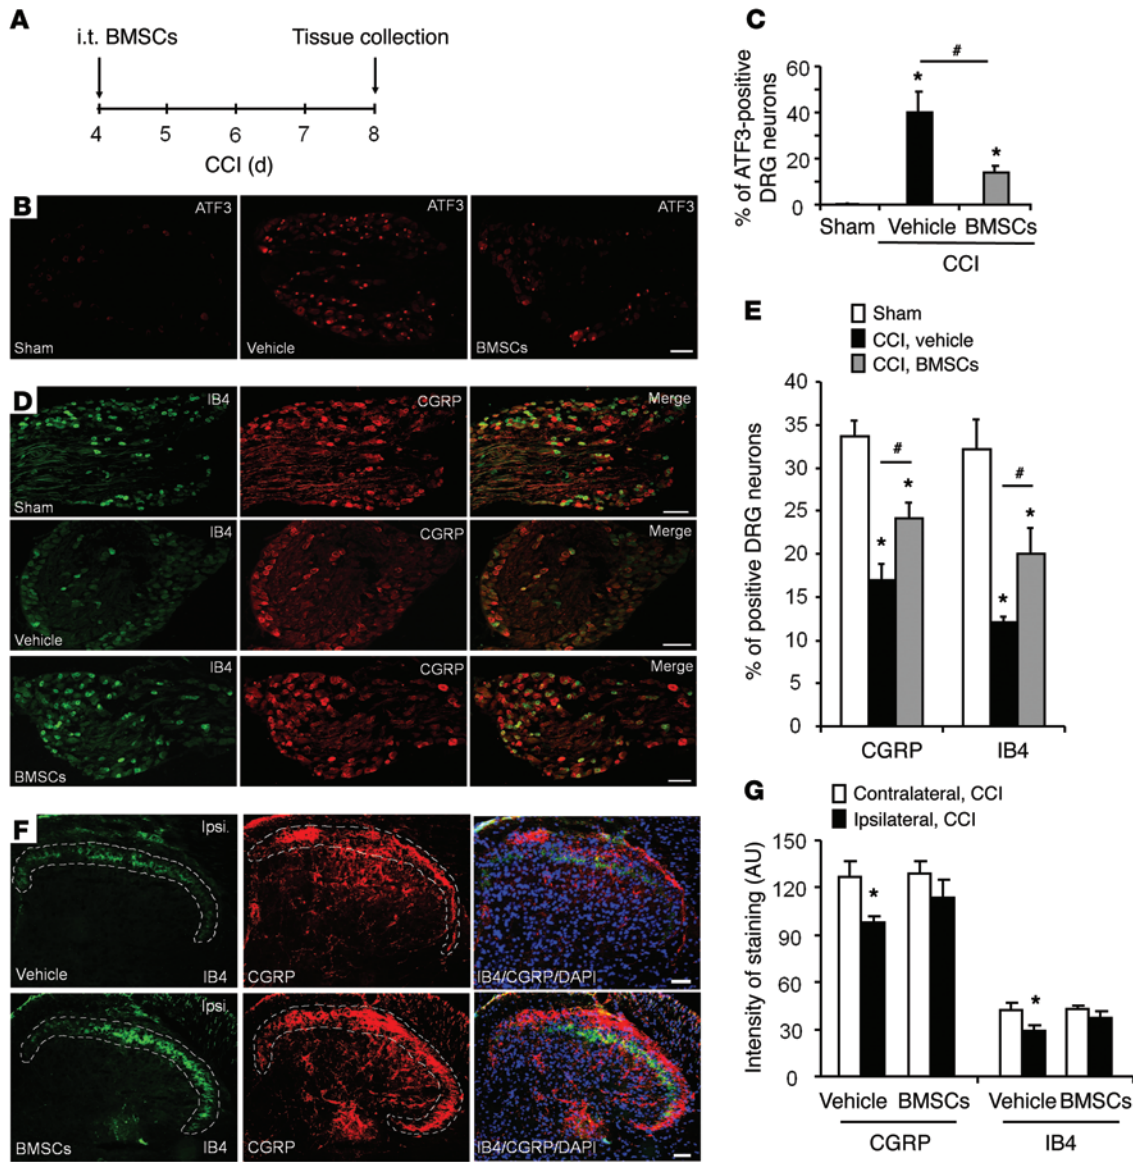 A
i.t. BMSCs
Tissue collection
4 5 6 7 8
CCI (d)
B
ATF3
Sham
ATF3
Vehicle
ATF3
BMSCs
C
% of ATF3-positive
DRG neurons
60
40
20
0
*
#
*
Sham Vehicle BMSCs
CCI
D
IB4
Sham
CGRP
Merge
IB4
Vehicle
CGRP
Merge
IB4
BMSCs
CGRP
Merge
E
Sham
CCI, vehicle
CCI, BMSCs
% of positive DRG neurons
40
35
30
25
20
15
10
5
0
*
#
*
*
#
*
CGRP IB4
F
Ipsi.
Vehicle IB4
CGRP
IB4/CGRP/DAPI
Ipsi.
BMSCs IB4
CGRP
IB4/CGRP/DAPI
G
Contralateral, CCI
Ipsilateral, CCI
Intensity of staining (AU)
150
120
90
60
30
0
*
*
Vehicle BMSCs Vehicle BMSCs
CGRP IB4